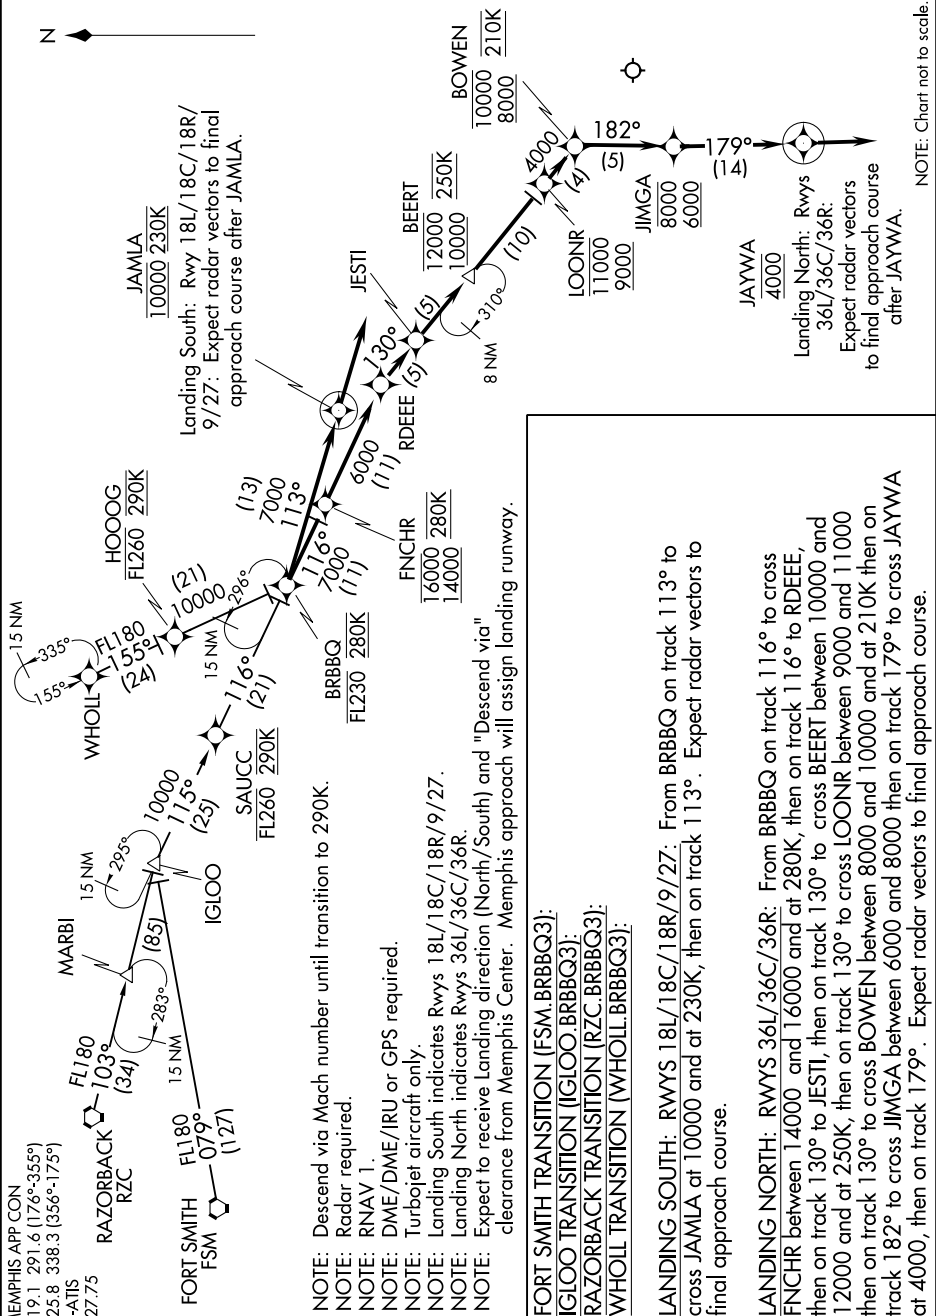 EMPHIS APP CON
19.1 291.6 (176°-355°)
25.8 338.3 (356°-175°)
-ATIS
27.75
N
RAZORBACK
RZC
FL180
103°
(34)
MARBI
15 NM
283°
FORT SMITH
FSM
FL180
079°
(127)
(85)
15 NM
295°
IGLOO
10000
115°
(25)
SAUCC
FL260 290K
116°
(21)
WHOLL
15 NM
335°
155°
FL180
155°
(24)
HOOOG
FL260 290K
(21)
10000
15 NM
296°
BRBBQ
FL230 280K
(13)
7000
113°
116°
7000
(11)
FNCHR
16000 280K
14000
JAMLA
10000 230K
Landing South: Rwy 18L/18C/18R/
9/27: Expect radar vectors to final
approach course after JAMLA.
6000
(11)
RDEEE
130°
(5)
JESTI
(5)
BEERT
12000 250K
10000
8 NM
310°
(10)
LOONR
11000
9000
4000
(4)
BOWEN
10000 210K
8000
182°
(5)
JIMGA
8000
6000
179°
(14)
JAYWA
4000
Landing North: Rwys
36L/36C/36R:
Expect radar vectors
to final approach course
after JAYWA.
NOTE: Chart not to scale.
NOTE: Descend via Mach number until transition to 290K.
NOTE: Radar required.
NOTE: RNAV 1.
NOTE: DME/DME/IRU or GPS required.
NOTE: Turbojet aircraft only.
NOTE: Landing South indicates Rwys 18L/18C/18R/9/27.
NOTE: Landing North indicates Rwys 36L/36C/36R.
NOTE: Expect to receive Landing direction (North/South) and "Descend via"
clearance from Memphis Center. Memphis approach will assign landing runway.
FORT SMITH TRANSITION (FSM.BRBBQ3):
IGLOO TRANSITION (IGLOO.BRBBQ3):
RAZORBACK TRANSITION (RZC.BRBBQ3):
WHOLL TRANSITION (WHOLL.BRBBQ3):
LANDING SOUTH: RWYS 18L/18C/18R/9/27: From BRBBQ on track 113° to
cross JAMLA at 10000 and at 230K, then on track 113°. Expect radar vectors to
final approach course.
LANDING NORTH: RWYS 36L/36C/36R: From BRBBQ on track 116° to cross
FNCHR between 14000 and 16000 and at 280K, then on track 116° to RDEEE,
then on track 130° to JESTI, then on track 130° to cross BEERT between 10000 and
12000 and at 250K, then on track 130° to cross LOONR between 9000 and 11000
then on track 130° to cross BOWEN between 8000 and 10000 and at 210K then on
track 182° to cross JIMGA between 6000 and 8000 then on track 179° to cross JAYWA
at 4000, then on track 179°. Expect radar vectors to final approach course.